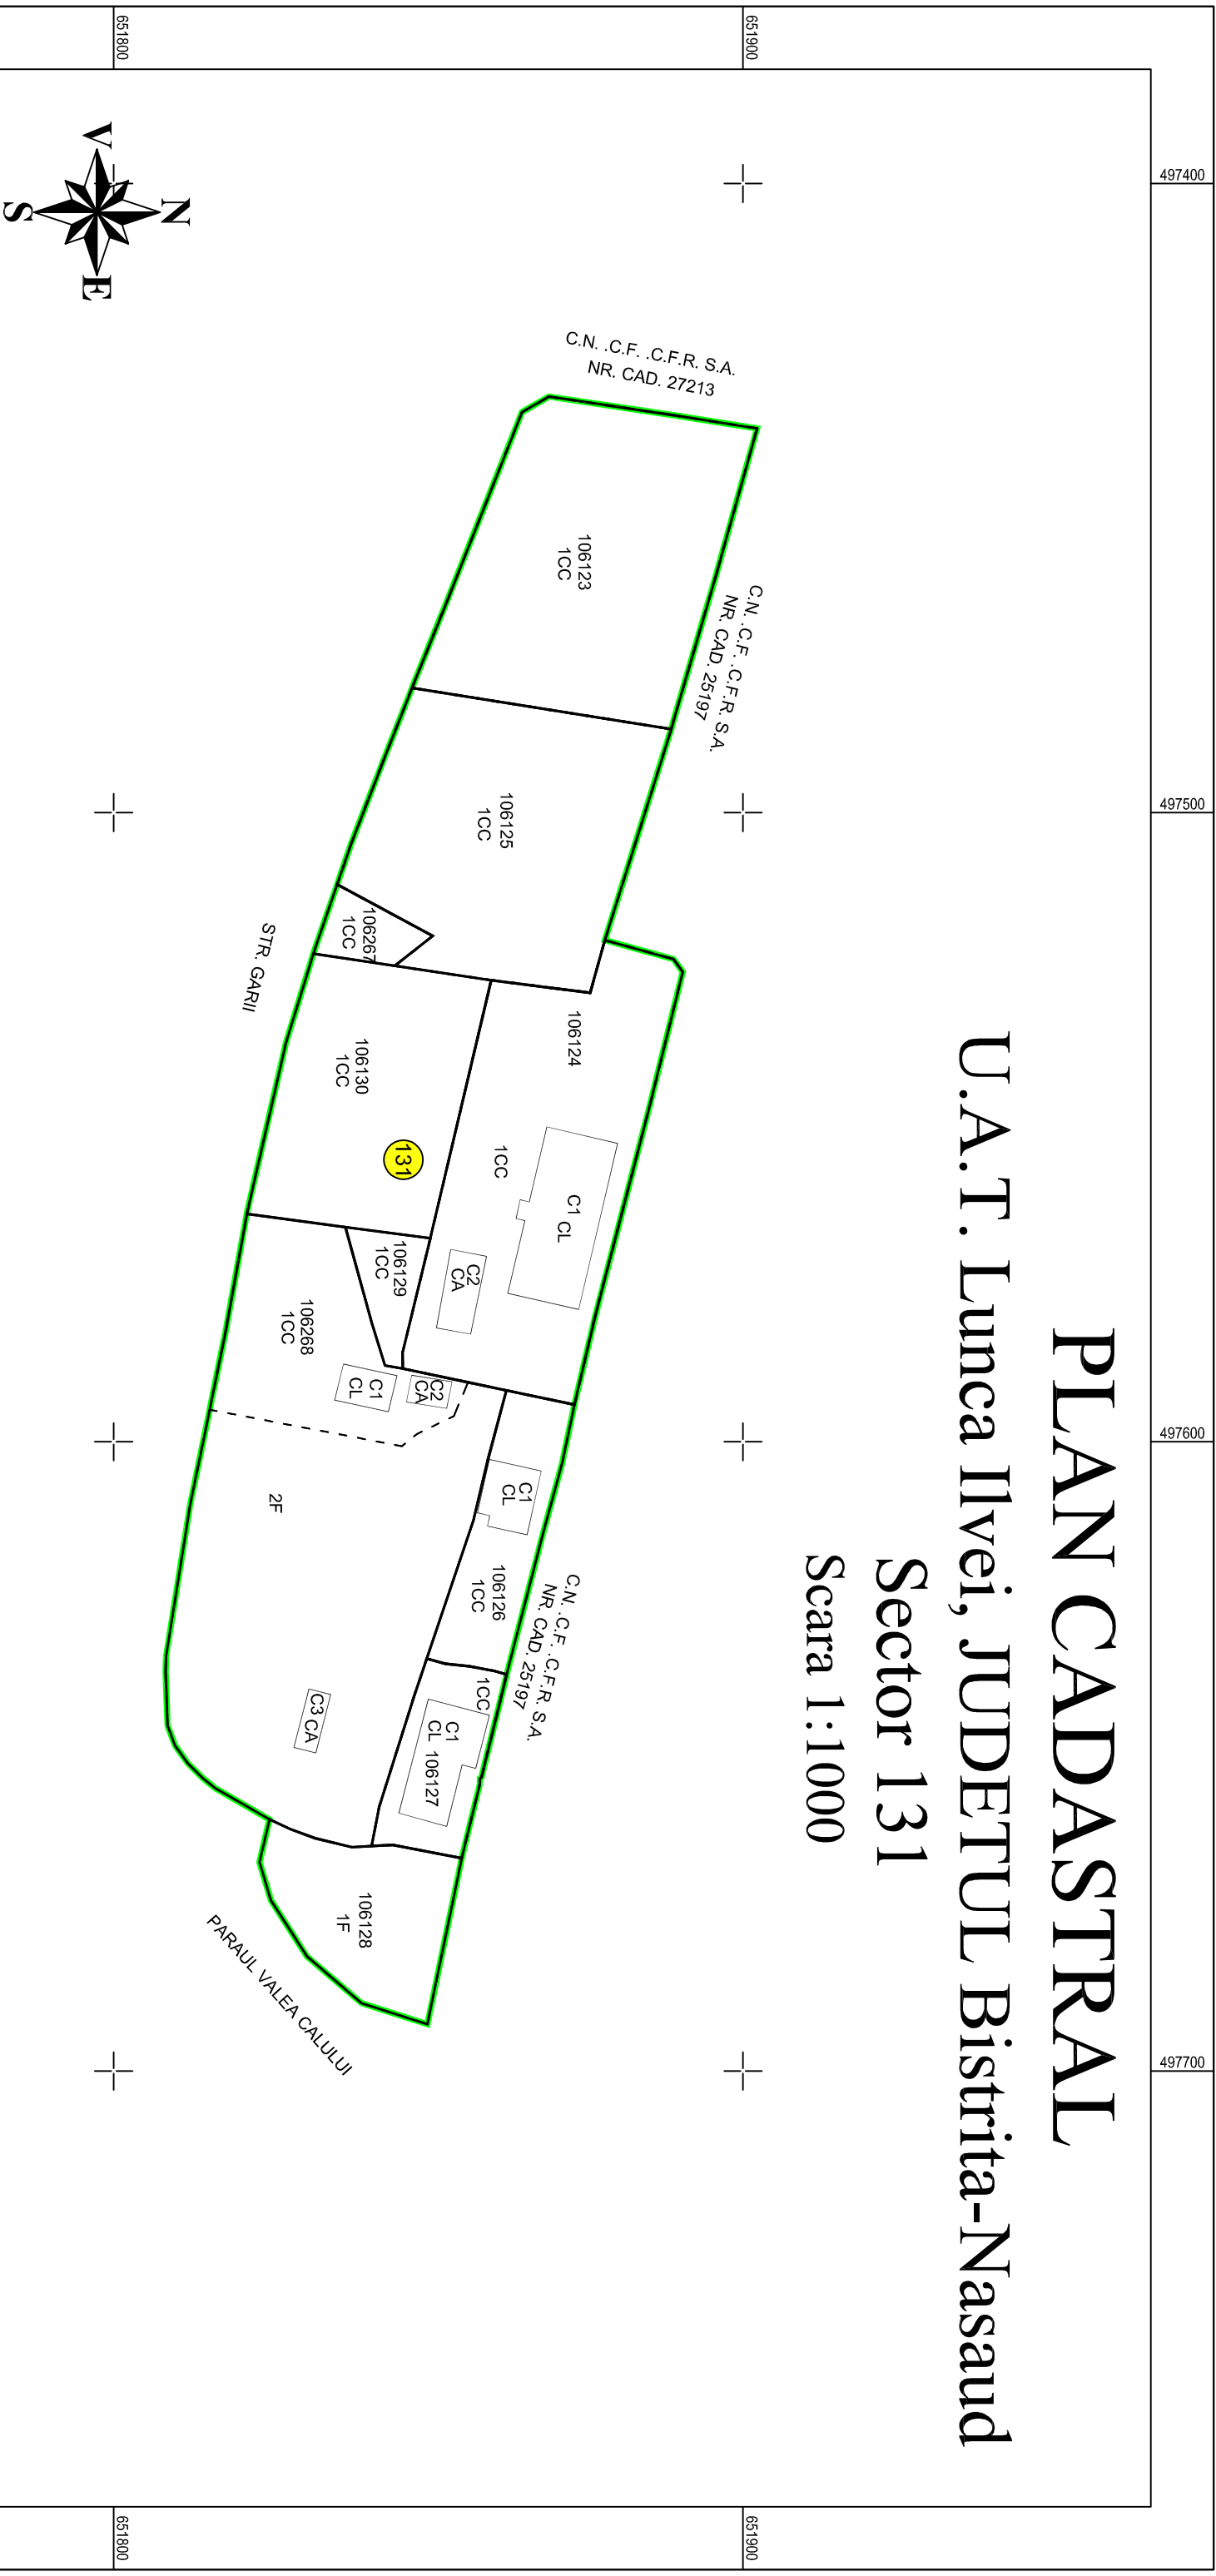 PLAN CADASTRAL
U.A.T. Lunca Ilvei, JUDETUL Bistrita-Nasaud
Sector 131
Scara 1:1000
497400
497500
497600
497700
651900
651900
651800
651800
N
V
E
S
C.N. .C.F. .C.F.R. S.A.
NR. CAD. 27213
C.N. .C.F. .C.F.R. S.A.
NR. CAD. 25197
C.N. .C.F. .C.F.R. S.A.
NR. CAD. 25197
STR. GARII
PARAUL VALEA CALULUI
106123
1CC
106125
1CC
106267
1CC
106124
1CC
C1 CL
C2
CA
106130
1CC
131
106129
1CC
106268
1CC
C1
CL
C2
CA
2F
C3 CA
C1
CL
106126
1CC
1CC
C1
CL 106127
106128
1F